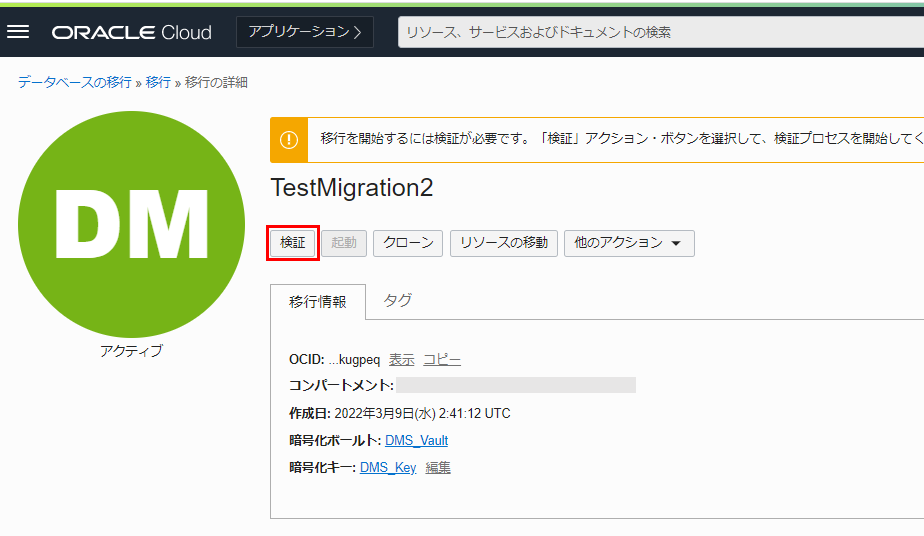 ORACLE Cloud アプリケーション リソース、サービスおよびドキュメントの検索
データベースの移行 » 移行 » 移行の詳細
移行を開始するには検証が必要です。「検証」アクション・ボタンを選択して、検証プロセスを開始してく
DM
アクティブ
TestMigration2
検証 起動 クローン リソースの移動 他のアクション
移行情報 タグ
OCID: ...kugpeq 表示 コピー
コンパートメント:
作成日: 2022年3月9日(水) 2:41:12 UTC
暗号化ボールト: DMS_Vault
暗号化キー: DMS_Key 編集